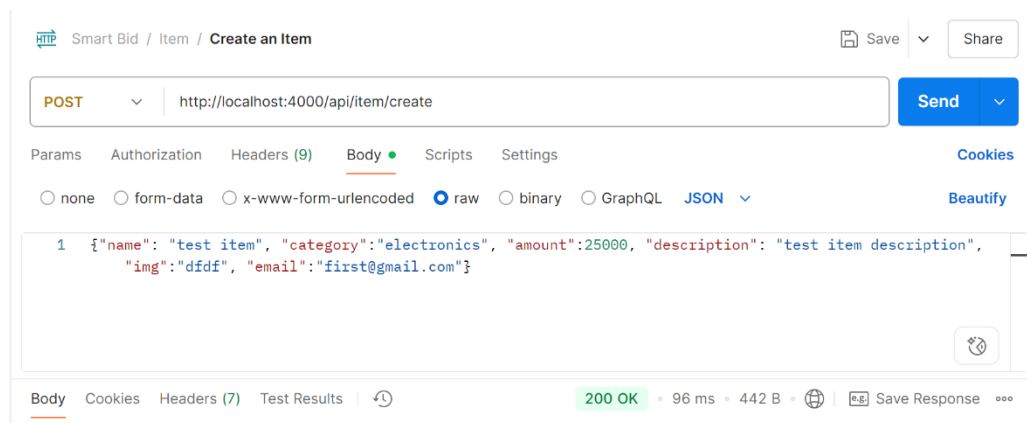 HTTP Smart Bid / Item / Create an Item Save Share
POST http://localhost:4000/api/item/create Send
Params Authorization Headers (9) Body Scripts Settings Cookies
none form-data x-www-form-urlencoded raw binary GraphQL JSON Beautify
1 {"name": "test item", "category":"electronics", "amount":25000, "description": "test item description",
"img":"dfdf", "email":"first@gmail.com"}
Body Cookies Headers (7) Test Results 200 OK 96 ms 442 B e.g. Save Response